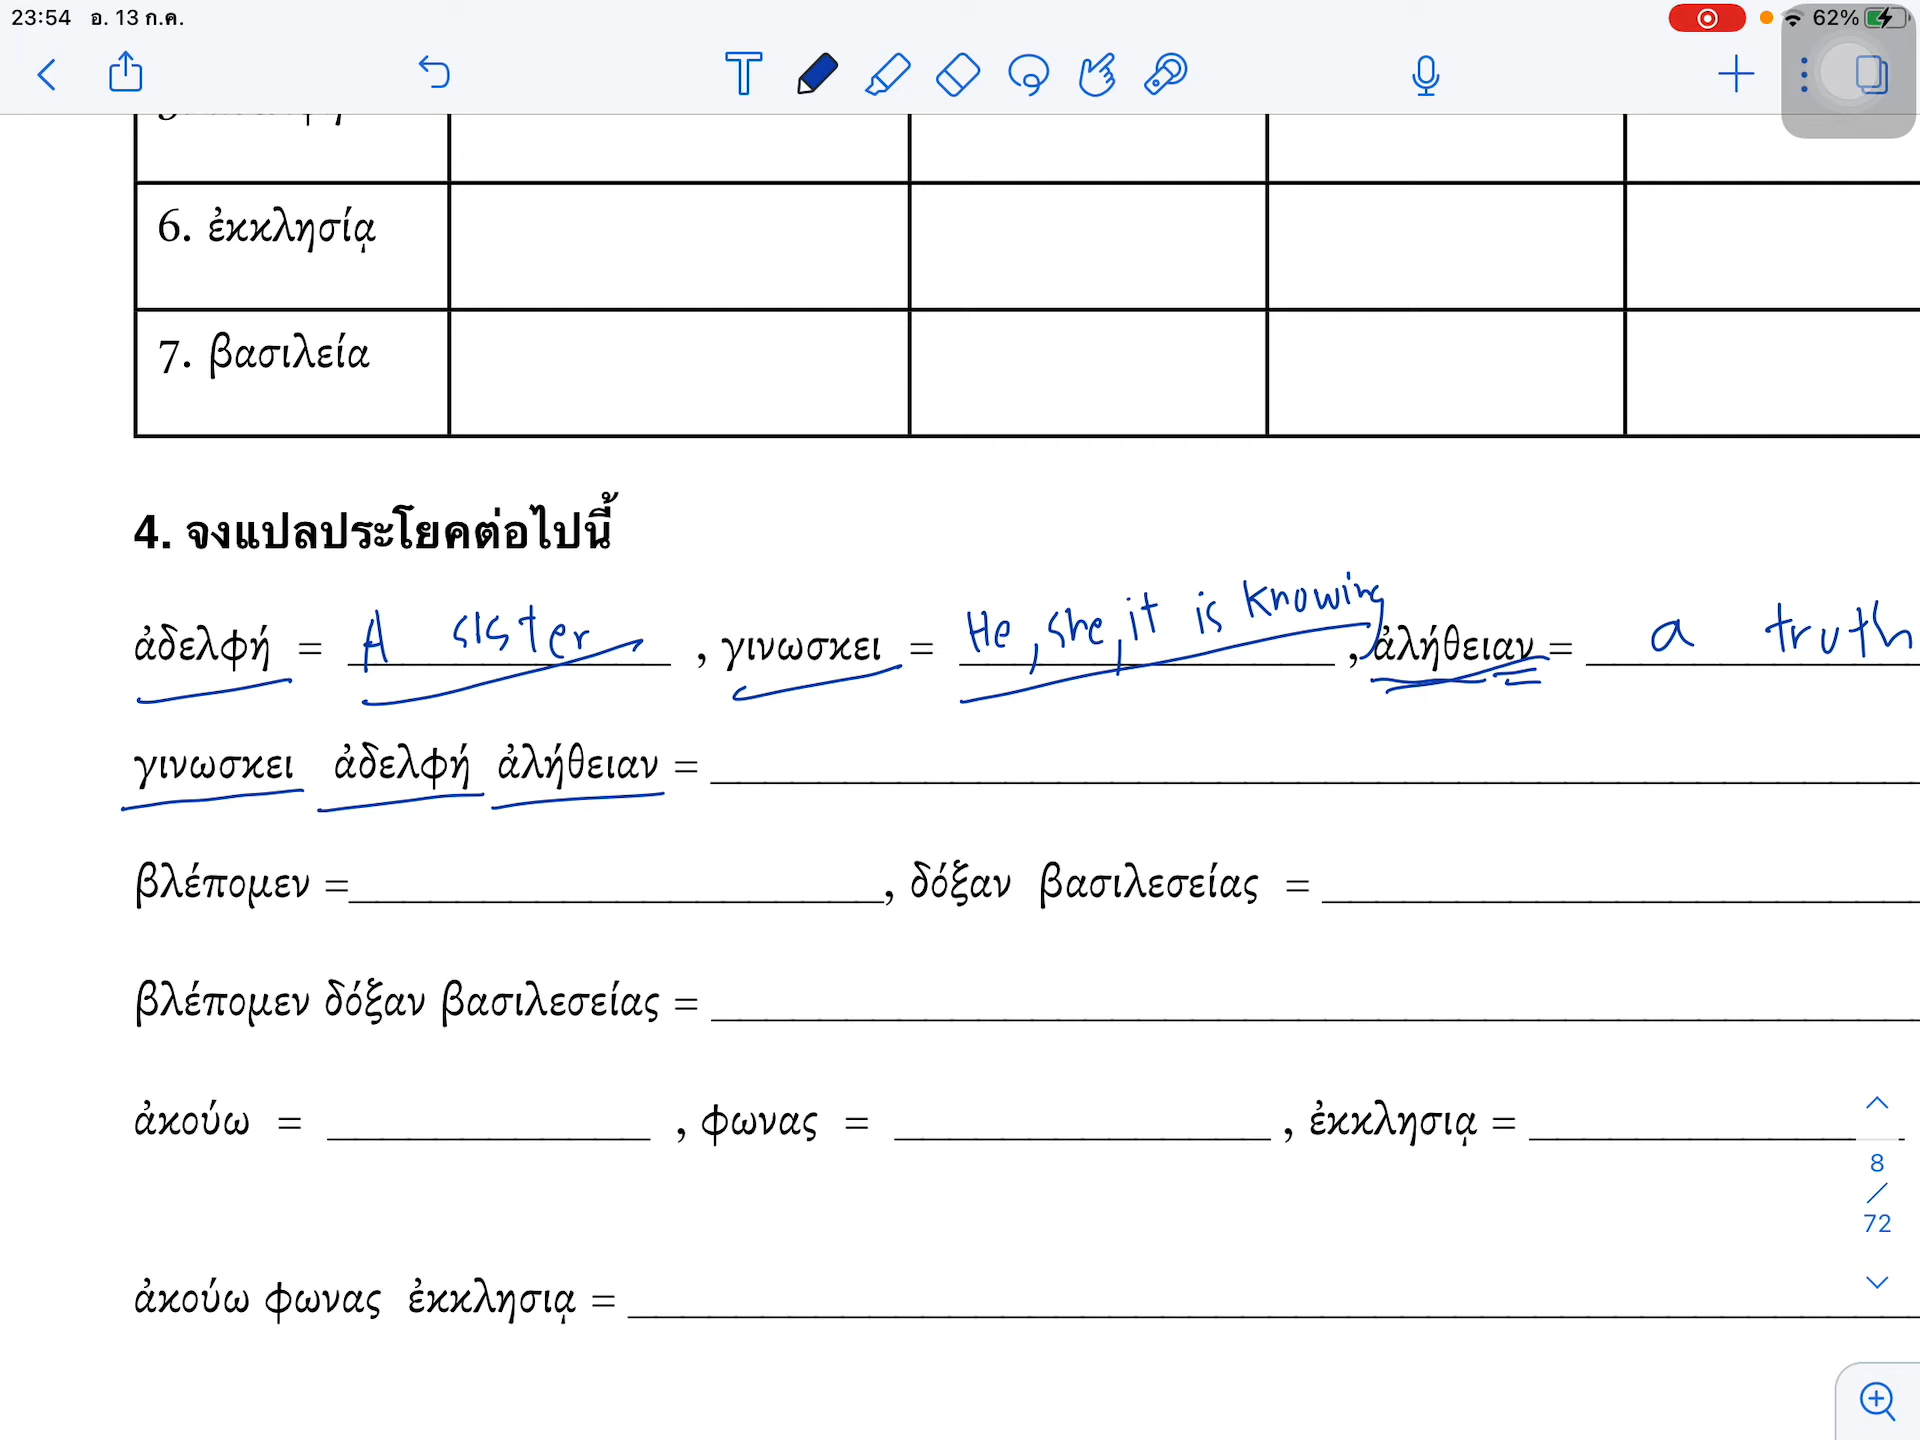 23:54 อ. 13 ก.ค. 62%
6. ἐκκλησίᾳ
7. βασιλεία
4. จงแปลประโยคต่อไปนี้
ἀδελφή = A sister , γινωσκει = He, she, it is knowing , ἀλήθειαν = a truth
γινωσκει ἀδελφή ἀλήθειαν =
βλέπομεν = , δόξαν βασιλεσείας =
βλέπομεν δόξαν βασιλεσείας =
ἀκούω = , φωνας = , ἐκκλησιᾳ =
8
/
72
ἀκούω φωνας ἐκκλησιᾳ =